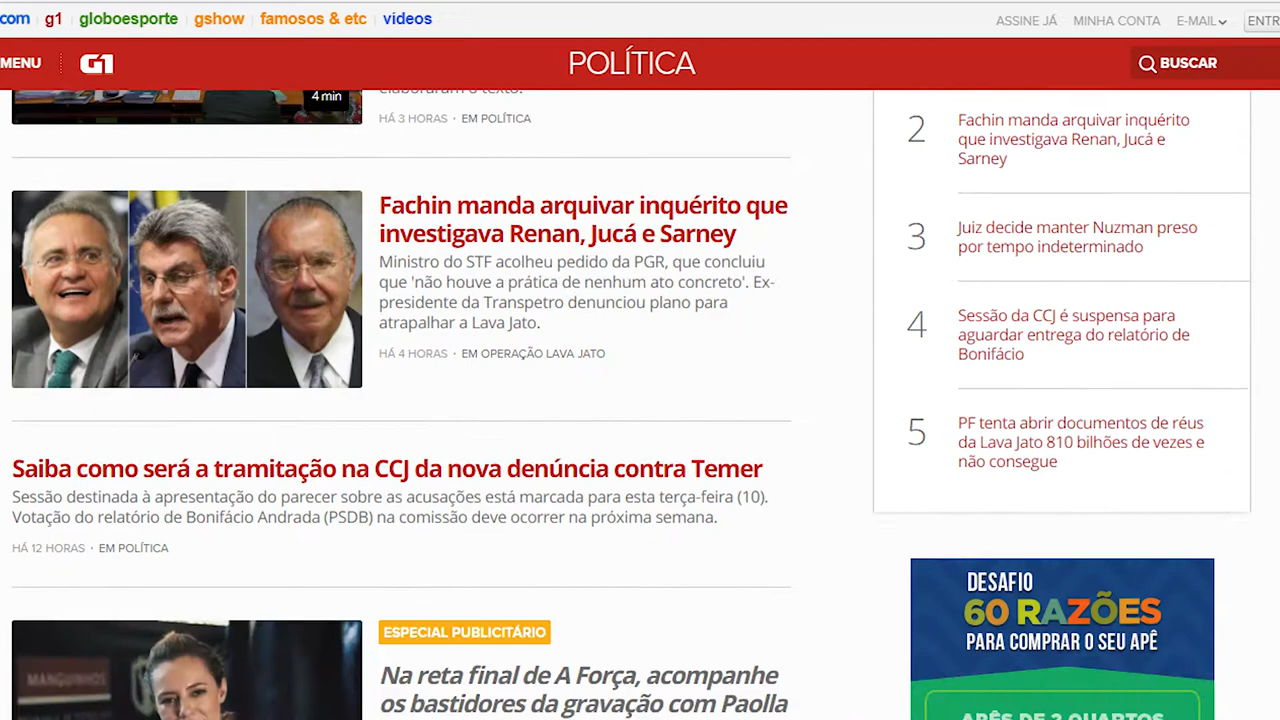 com g1 globoesporte gshow famosos & etc vídeos
ASSINE JÁ MINHA CONTA E-MAIL ENTR
MENU G1 POLÍTICA BUSCAR
elaboraram o texto.
4 min
HÁ 3 HORAS · EM POLÍTICA
Fachin manda arquivar inquérito que
investigava Renan, Jucá e Sarney
Ministro do STF acolheu pedido da PGR, que concluiu
que 'não houve a prática de nenhum ato concreto'. Ex-
presidente da Transpetro denunciou plano para
atrapalhar a Lava Jato.
HÁ 4 HORAS · EM OPERAÇÃO LAVA JATO
Saiba como será a tramitação na CCJ da nova denúncia contra Temer
Sessão destinada à apresentação do parecer sobre as acusações está marcada para esta terça-feira (10).
Votação do relatório de Bonifácio Andrada (PSDB) na comissão deve ocorrer na próxima semana.
HÁ 12 HORAS · EM POLÍTICA
MANGUINHOS
ESPECIAL PUBLICITÁRIO
Na reta final de A Força, acompanhe
os bastidores da gravação com Paolla
2
Fachin manda arquivar inquérito
que investigava Renan, Jucá e
Sarney
3
Juiz decide manter Nuzman preso
por tempo indeterminado
4
Sessão da CCJ é suspensa para
aguardar entrega do relatório de
Bonifácio
5
PF tenta abrir documentos de réus
da Lava Jato 810 bilhões de vezes e
não consegue
DESAFIO
60 RAZÕES
PARA COMPRAR O SEU APÊ
APÊS DE 2 QUARTOS